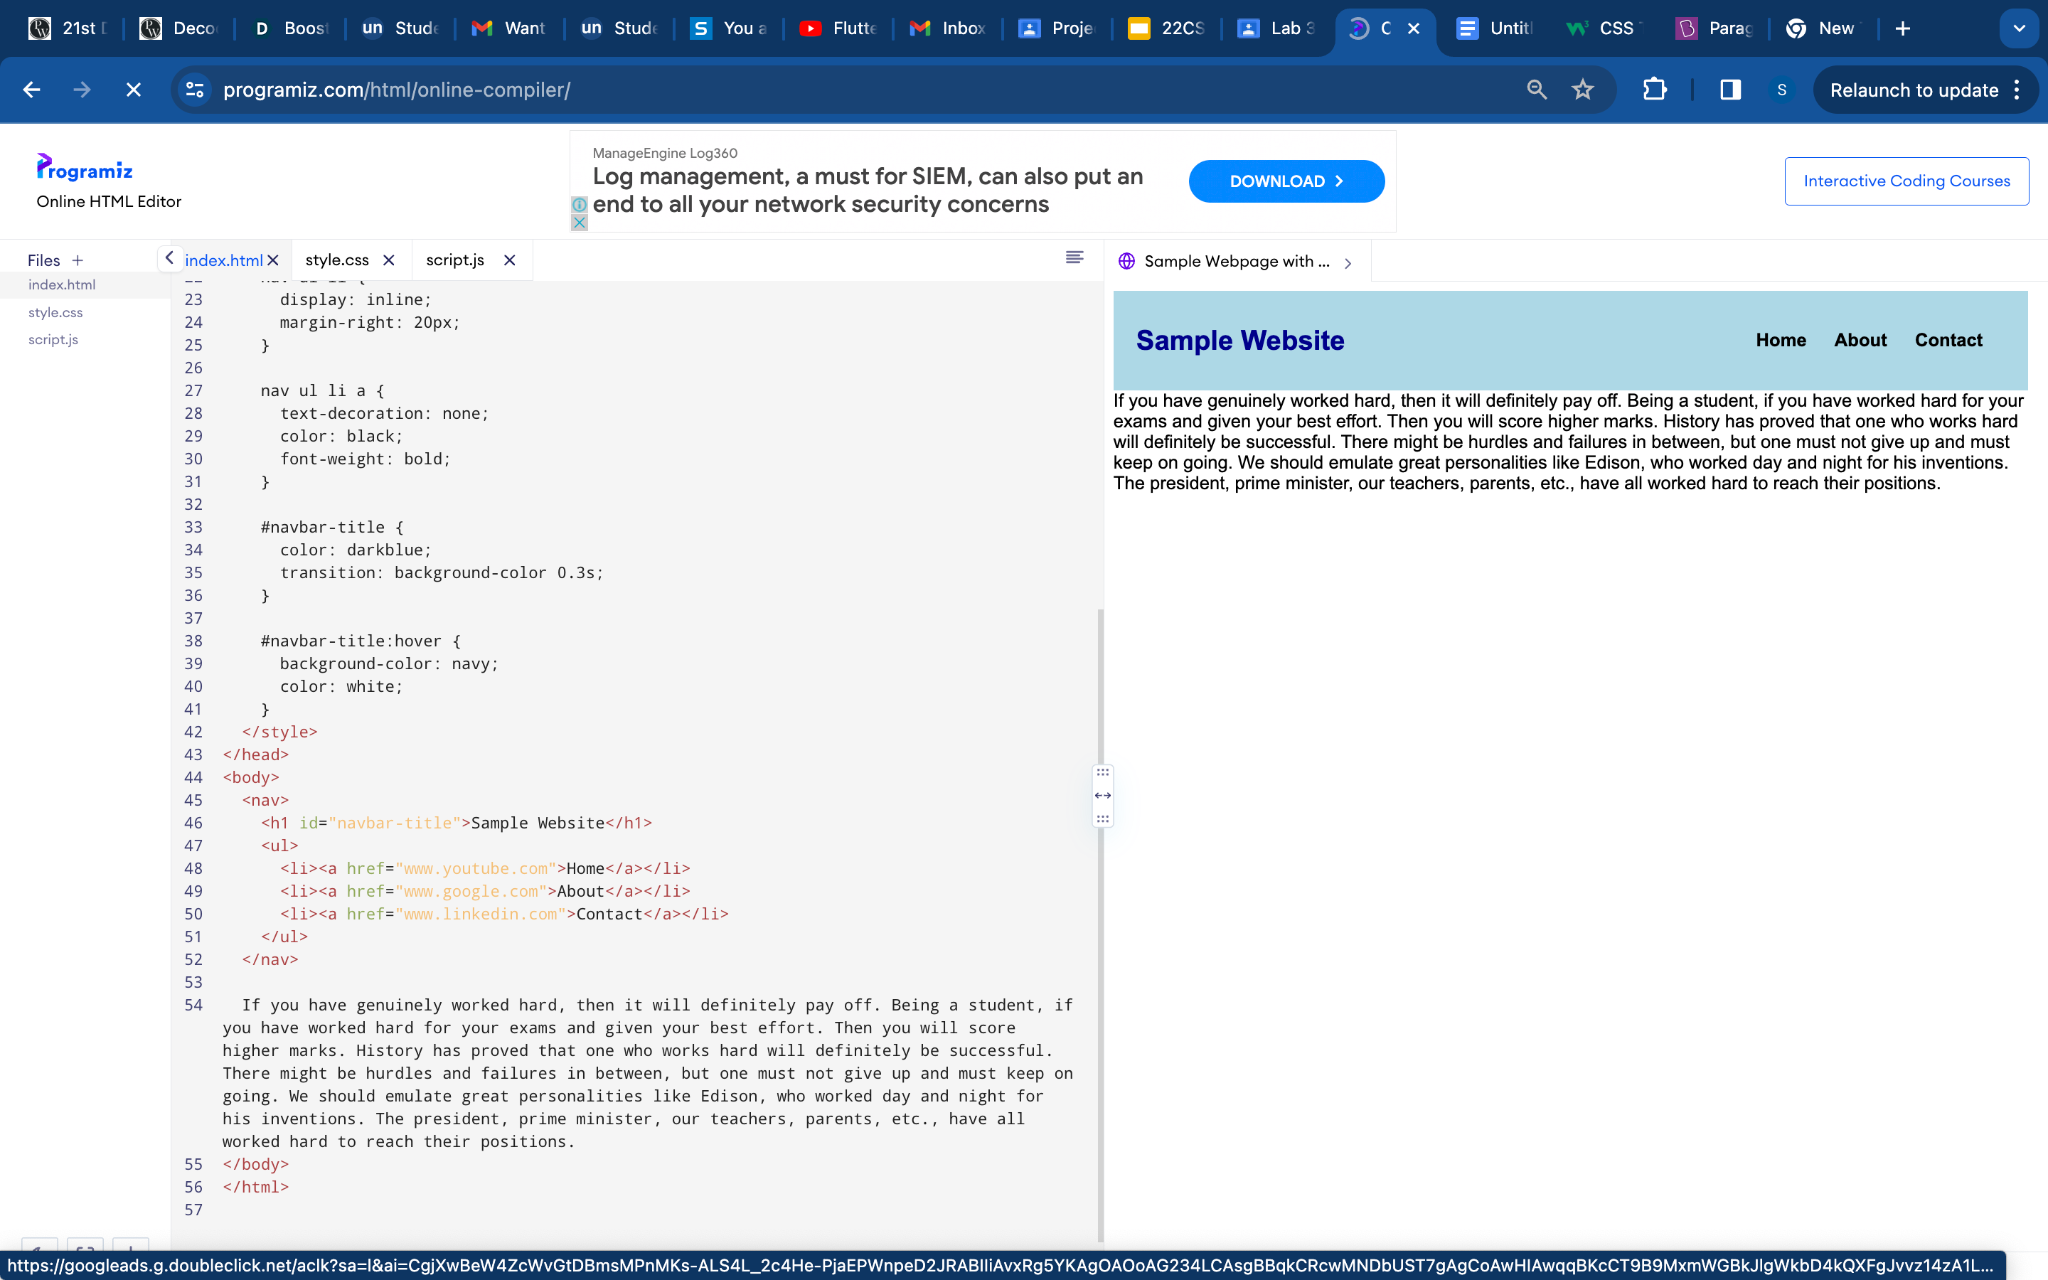 21st
Deco
D Boost
un Stude
Want
un Stude
S You a
Flutte
Inbox
Proje
22CS
Lab 3
C
Untitl
CSS
Parag
New
programiz.com/html/online-compiler/
S
Relaunch to update
Programiz
Online HTML Editor
ManageEngine Log360
Log management, a must for SIEM, can also put an
end to all your network security concerns
DOWNLOAD
Interactive Coding Courses
Files +
index.html
style.css
script.js
index.html
style.css
script.js
Sample Webpage with ...
23 display: inline;
24 margin-right: 20px;
25 }
26
27 nav ul li a {
28 text-decoration: none;
29 color: black;
30 font-weight: bold;
31 }
32
33 #navbar-title {
34 color: darkblue;
35 transition: background-color 0.3s;
36 }
37
38 #navbar-title:hover {
39 background-color: navy;
40 color: white;
41 }
42 </style>
43 </head>
44 <body>
45 <nav>
46 <h1 id="navbar-title">Sample Website</h1>
47 <ul>
48 <li><a href="www.youtube.com">Home</a></li>
49 <li><a href="www.google.com">About</a></li>
50 <li><a href="www.linkedin.com">Contact</a></li>
51 </ul>
52 </nav>
53
54 If you have genuinely worked hard, then it will definitely pay off. Being a student, if
you have worked hard for your exams and given your best effort. Then you will score
higher marks. History has proved that one who works hard will definitely be successful.
There might be hurdles and failures in between, but one must not give up and must keep on
going. We should emulate great personalities like Edison, who worked day and night for
his inventions. The president, prime minister, our teachers, parents, etc., have all
worked hard to reach their positions.
55 </body>
56 </html>
57
Sample Website
Home About Contact
If you have genuinely worked hard, then it will definitely pay off. Being a student, if you have worked hard for your
exams and given your best effort. Then you will score higher marks. History has proved that one who works hard
will definitely be successful. There might be hurdles and failures in between, but one must not give up and must
keep on going. We should emulate great personalities like Edison, who worked day and night for his inventions.
The president, prime minister, our teachers, parents, etc., have all worked hard to reach their positions.